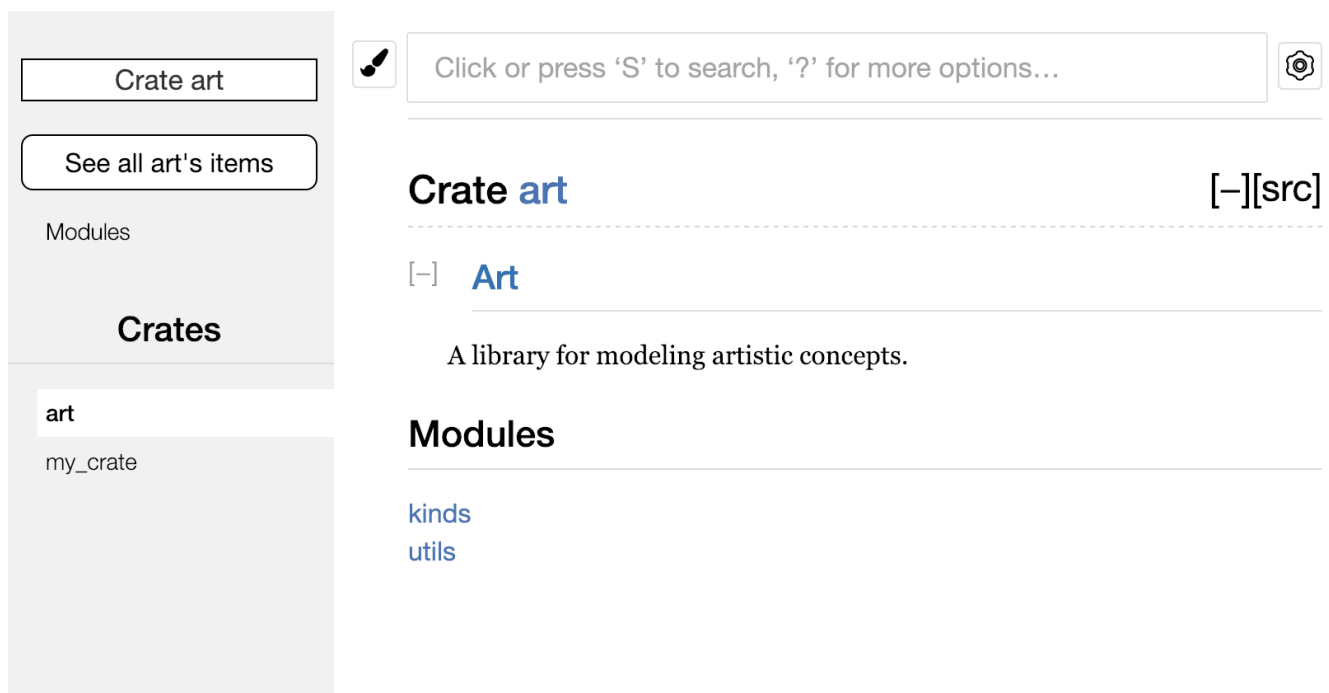 Crate art
See all art's items
Modules
Crates
art
my_crate
Click or press ‘S’ to search, ‘?’ for more options…
Crate art [−][src]
[−] Art
A library for modeling artistic concepts.
Modules
kinds
utils